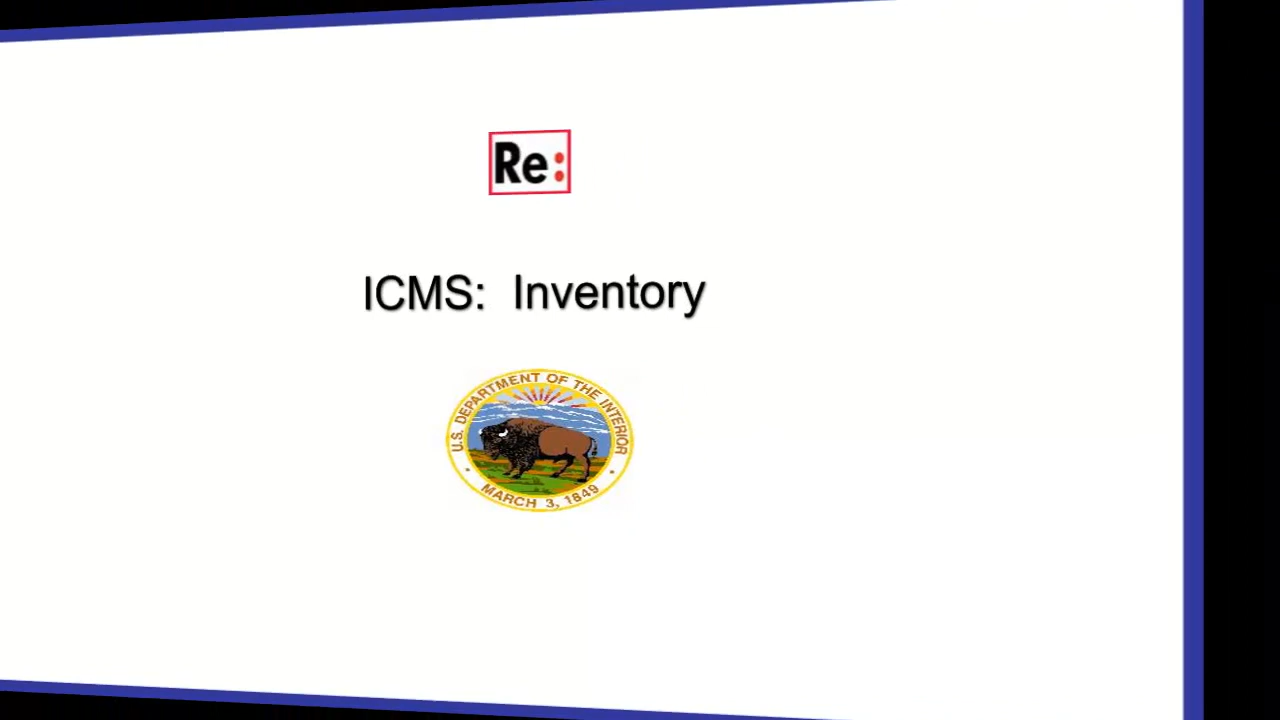 Re:
ICMS: Inventory
U.S. DEPARTMENT OF THE INTERIOR
MARCH 3, 1849